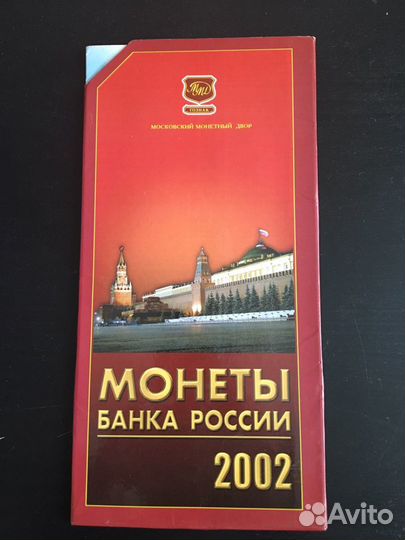 ММД
ГОЗНАК
МОСКОВСКИЙ МОНЕТНЫЙ ДВОР
МОНЕТЫ
БАНКА РОССИИ
2002
Avito